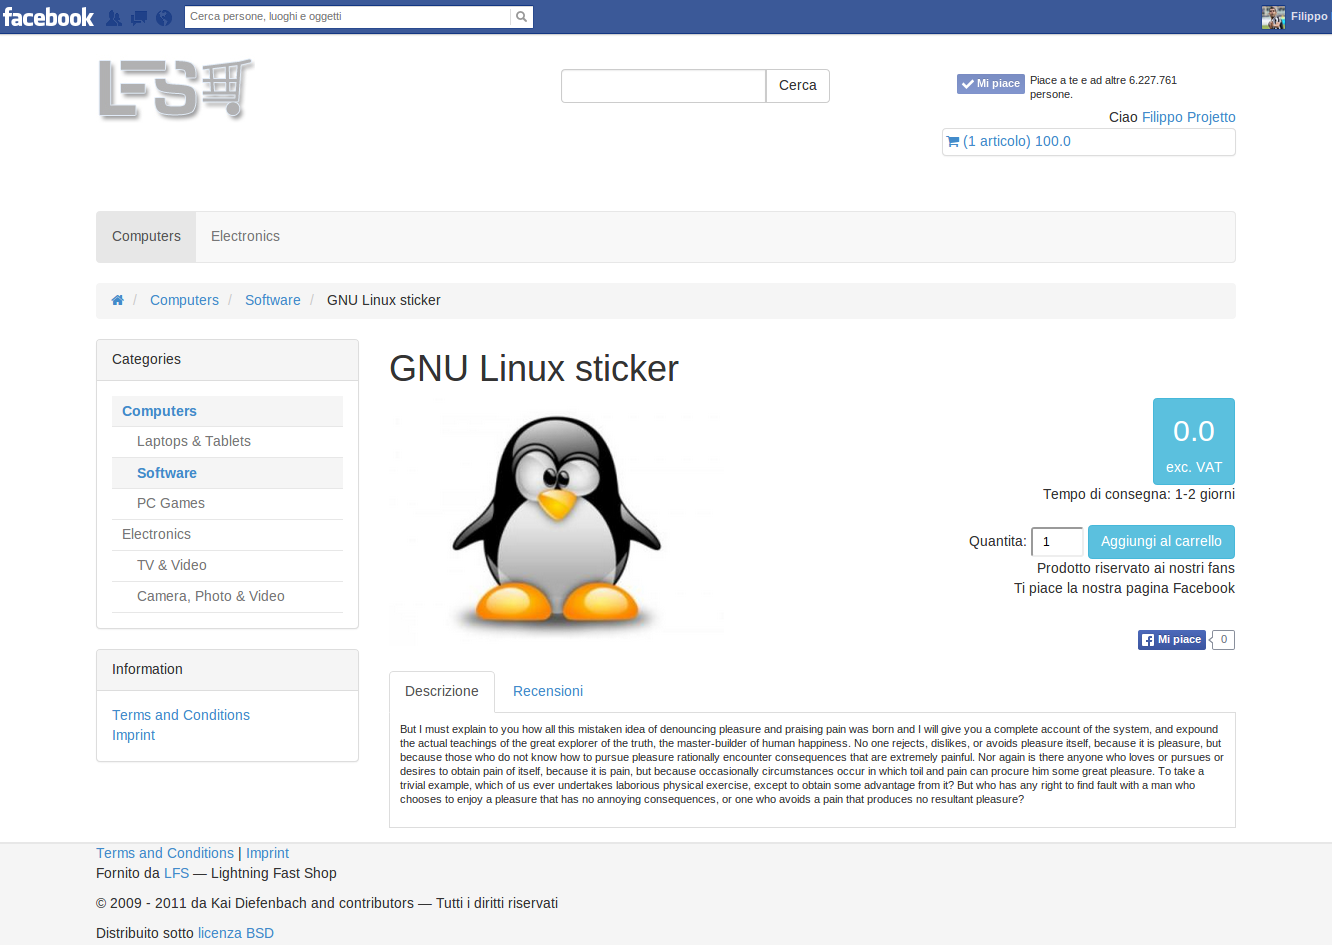 facebook
Cerca persone, luoghi e oggetti
Filippo
LFS
Cerca
Mi piace
Piace a te e ad altre 6.227.761
persone.
Ciao Filippo Projetto
(1 articolo) 100.0
Computers Electronics
/ Computers / Software / GNU Linux sticker
Categories
Computers
Laptops & Tablets
Software
PC Games
Electronics
TV & Video
Camera, Photo & Video
Information
Terms and Conditions
Imprint
GNU Linux sticker
0.0
exc. VAT
Tempo di consegna: 1-2 giorni
Quantita: 1 Aggiungi al carrello
Prodotto riservato ai nostri fans
Ti piace la nostra pagina Facebook
Mi piace 0
Descrizione Recensioni
But I must explain to you how all this mistaken idea of denouncing pleasure and praising pain was born and I will give you a complete account of the system, and expound
the actual teachings of the great explorer of the truth, the master-builder of human happiness. No one rejects, dislikes, or avoids pleasure itself, because it is pleasure, but
because those who do not know how to pursue pleasure rationally encounter consequences that are extremely painful. Nor again is there anyone who loves or pursues or
desires to obtain pain of itself, because it is pain, but because occasionally circumstances occur in which toil and pain can procure him some great pleasure. To take a
trivial example, which of us ever undertakes laborious physical exercise, except to obtain some advantage from it? But who has any right to find fault with a man who
chooses to enjoy a pleasure that has no annoying consequences, or one who avoids a pain that produces no resultant pleasure?
Terms and Conditions | Imprint
Fornito da LFS — Lightning Fast Shop
© 2009 - 2011 da Kai Diefenbach and contributors — Tutti i diritti riservati
Distribuito sotto licenza BSD